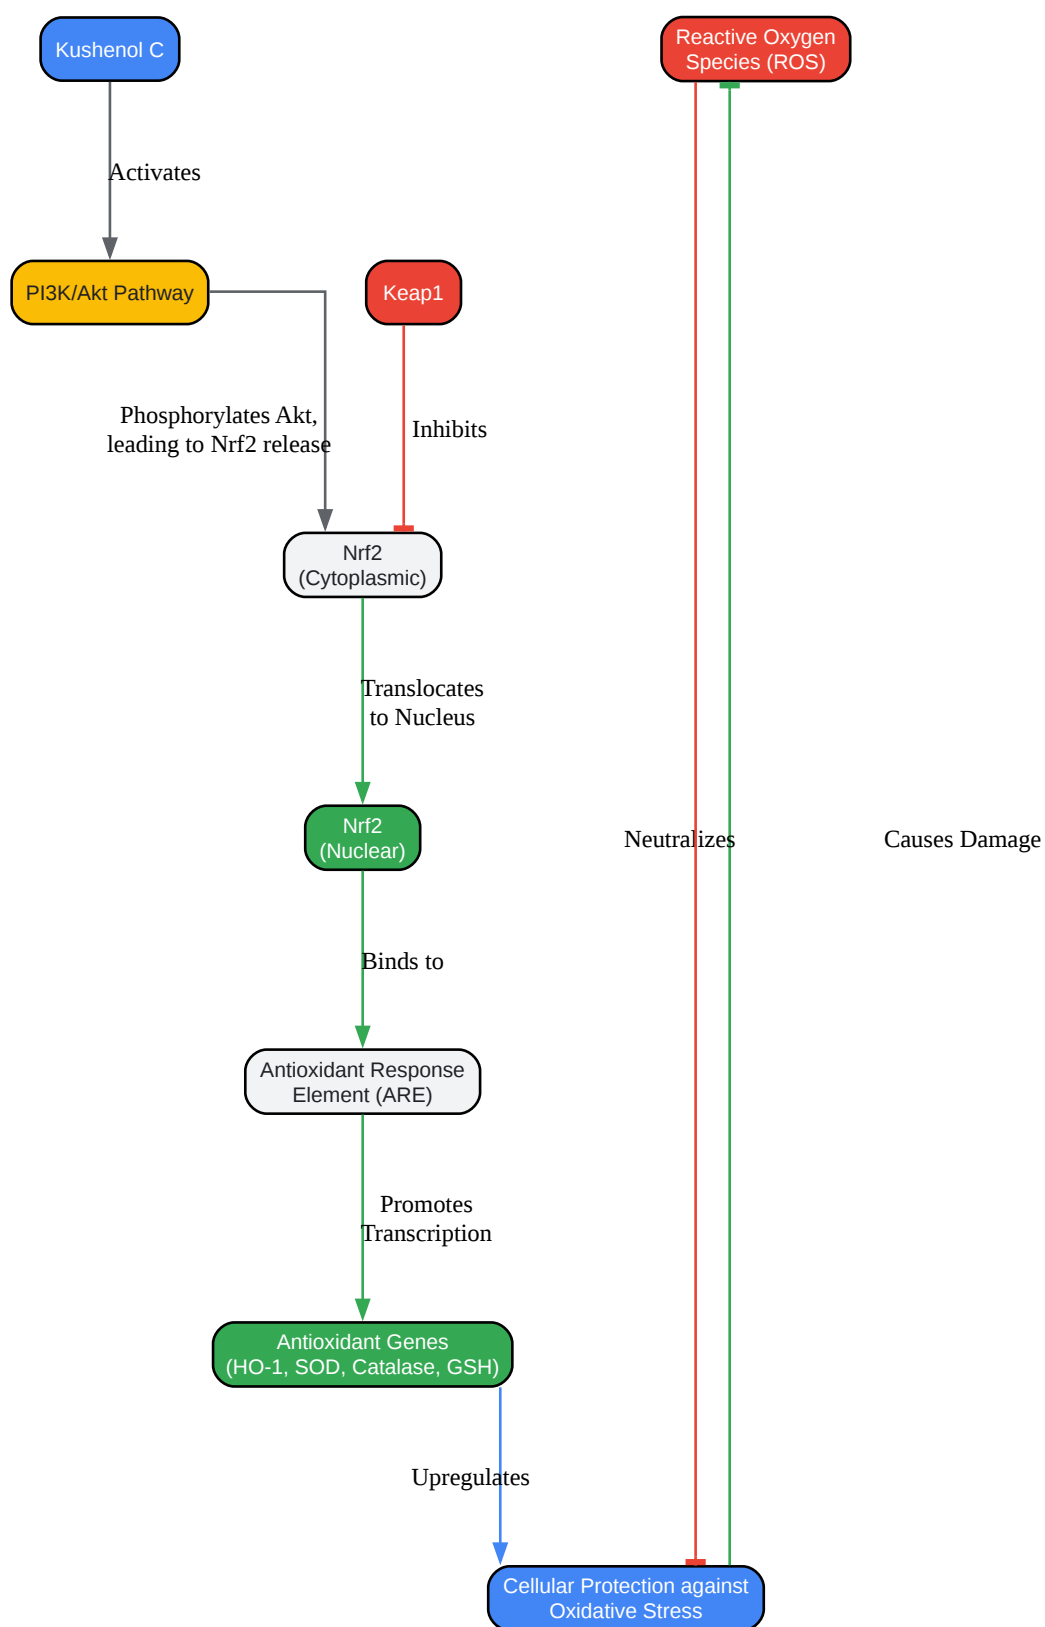 Kushenol C
Reactive Oxygen
Species (ROS)
Activates
PI3K/Akt Pathway
Keap1
Phosphorylates Akt,
leading to Nrf2 release
Inhibits
Nrf2
(Cytoplasmic)
Translocates
to Nucleus
Nrf2
(Nuclear)
Neutralizes
Causes Damage
Binds to
Antioxidant Response
Element (ARE)
Promotes
Transcription
Antioxidant Genes
(HO-1, SOD, Catalase, GSH)
Upregulates
Cellular Protection against
Oxidative Stress